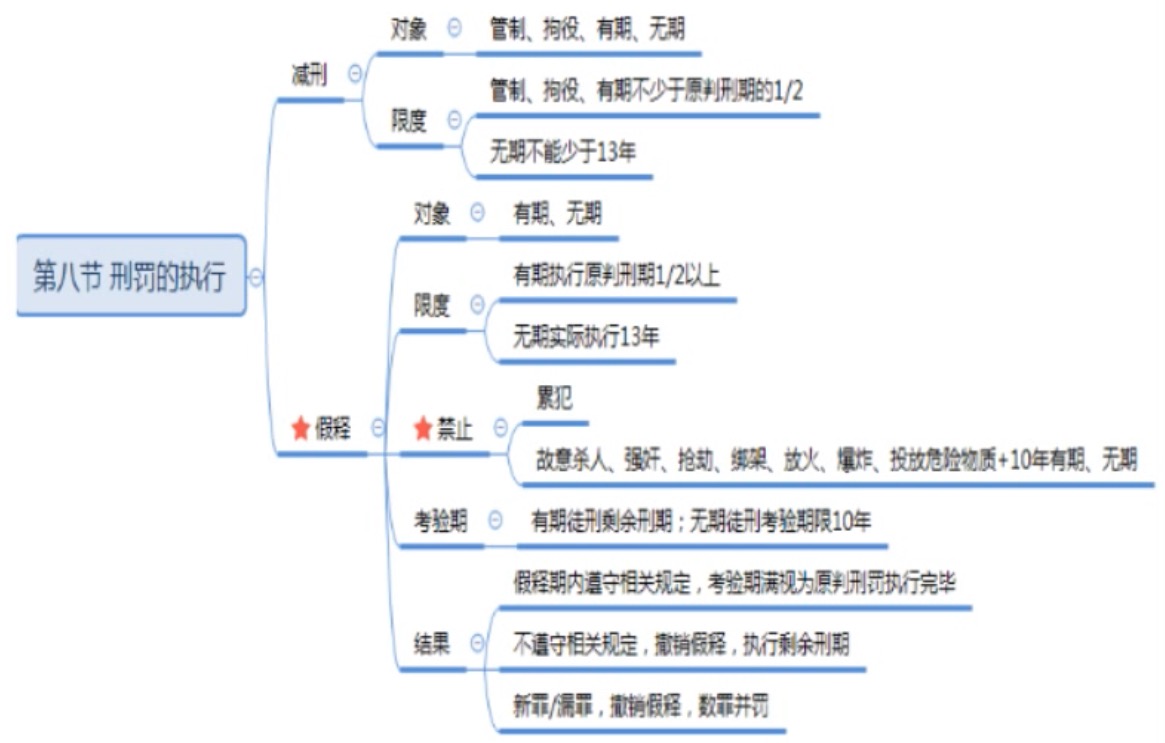 第八节 刑罚的执行
减刑
对象
管制、拘役、有期、无期
限度
管制、拘役、有期不少于原判刑期的1/2
无期不能少于13年
假释
对象
有期、无期
限度
有期执行原判刑期1/2以上
无期实际执行13年
禁止
累犯
故意杀人、强奸、抢劫、绑架、放火、爆炸、投放危险物质+10年有期、无期
考验期
有期徒刑剩余刑期；无期徒刑考验期限10年
结果
假释期内遵守相关规定，考验期满视为原判刑罚执行完毕
不遵守相关规定，撤销假释，执行剩余刑期
新罪/漏罪，撤销假释，数罪并罚